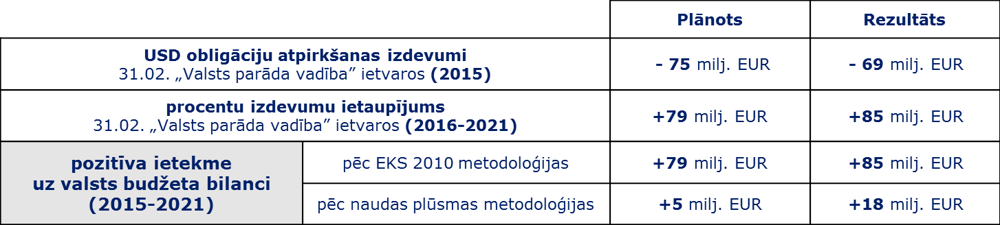 Plānots Rezultāts
USD obligāciju atpirkšanas izdevumi
31.02. „Valsts parāda vadība” ietvaros (2015)
- 75 milj. EUR
- 69 milj. EUR
procentu izdevumu ietaupījums
31.02. „Valsts parāda vadība” ietvaros (2016-2021)
+79 milj. EUR
+85 milj. EUR
pozitīva ietekme
uz valsts budžeta bilanci
(2015-2021)
pēc EKS 2010 metodoloģijas
+79 milj. EUR
+85 milj. EUR
pēc naudas plūsmas metodoloģijas
+5 milj. EUR
+18 milj. EUR